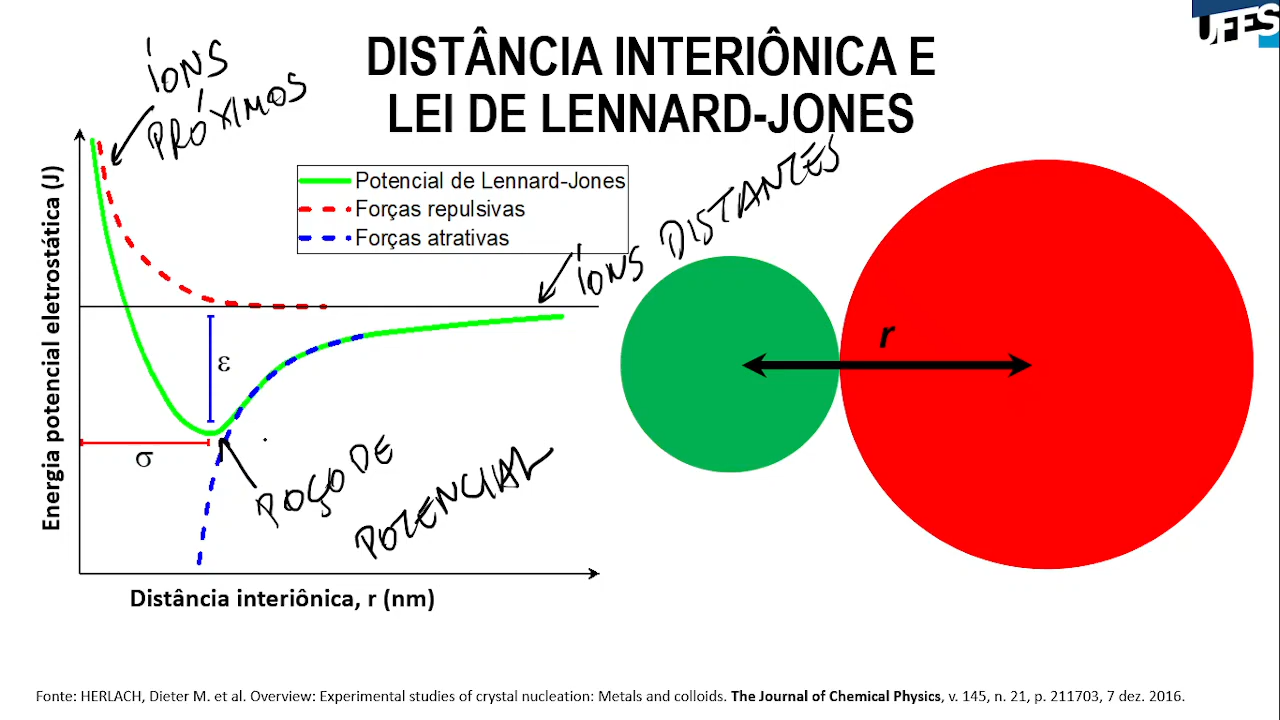 UFES
DISTÂNCIA INTERIÔNICA E
LEI DE LENNARD-JONES
ÍONS
PRÓXIMOS
Potencial de Lennard-Jones
Forças repulsivas
Forças atrativas
ÍONS DISTANTES
Energia potencial eletrostática (J)
ε
σ
r
POÇO DE
POTENCIAL
Distância interiônica, r (nm)
Fonte: HERLACH, Dieter M. et al. Overview: Experimental studies of crystal nucleation: Metals and colloids. The Journal of Chemical Physics, v. 145, n. 21, p. 211703, 7 dez. 2016.